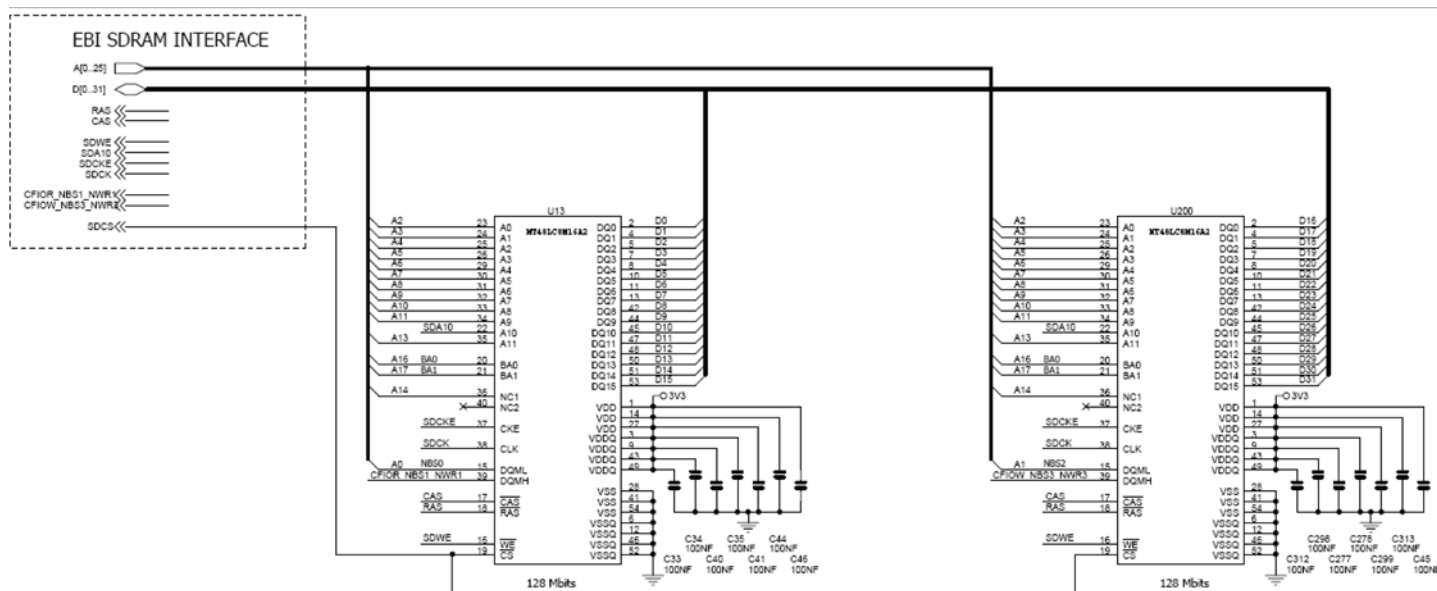 EBI SDRAM INTERFACE
A[0..25]
D[0..31]
RAS
CAS
SDWE
SDA10
SDCKE
SDCK
CFIOR_NBS1_NWR1
CFIOW_NBS3_NWR3
SDCS
U13
MT48LC8M16A2
A2 23 A0 DQ0 2 D0
A3 24 A1 DQ1 4 D1
A4 25 A2 DQ2 5 D2
A5 26 A3 DQ3 7 D3
A6 29 A4 DQ4 8 D4
A7 30 A5 DQ5 10 D5
A8 31 A6 DQ6 11 D6
A9 32 A7 DQ7 13 D7
A10 33 A8 DQ8 42 D8
A11 34 A9 DQ9 44 D9
SDA10 22 A10 DQ10 45 D10
A13 35 A11 DQ11 47 D11
DQ12 48 D12
A16 BA0 20 BA0 DQ13 50 D13
A17 BA1 21 BA1 DQ14 51 D14
DQ15 53 D15
A14 36 NC1
3V3
40 NC2 VDD 1
VDD 14
SDCKE 37 CKE VDD 27
VDDQ 3
SDCK 38 CLK VDDQ 9
VDDQ 43
A0 NBS0 15 DQML VDDQ 49
CFIOR_NBS1_NWR1 39 DQMH
VSS 28
CAS 17 CAS VSS 41
RAS 18 RAS VSS 54
VSSQ 6
VSSQ 12
SDWE 16 WE VSSQ 46
19 CS VSSQ 52
C34 C35 C44
100NF 100NF 100NF
C33 C40 C41 C46
100NF 100NF 100NF 100NF
128 Mbits
U200
MT48LC8M16A2
A2 23 A0 DQ0 2 D16
A3 24 A1 DQ1 4 D17
A4 25 A2 DQ2 5 D18
A5 26 A3 DQ3 7 D19
A6 29 A4 DQ4 8 D20
A7 30 A5 DQ5 10 D21
A8 31 A6 DQ6 11 D22
A9 32 A7 DQ7 13 D23
A10 33 A8 DQ8 42 D24
A11 34 A9 DQ9 44 D25
SDA10 22 A10 DQ10 45 D26
A13 35 A11 DQ11 47 D27
DQ12 48 D28
A16 BA0 20 BA0 DQ13 50 D29
A17 BA1 21 BA1 DQ14 51 D30
DQ15 53 D31
A14 36 NC1
3V3
40 NC2 VDD 1
VDD 14
SDCKE 37 CKE VDD 27
VDDQ 3
SDCK 38 CLK VDDQ 9
VDDQ 43
A1 NBS2 15 DQML VDDQ 49
CFIOW_NBS3_NWR3 39 DQMH
VSS 28
CAS 17 CAS VSS 41
RAS 18 RAS VSS 54
VSSQ 6
VSSQ 12
SDWE 16 WE VSSQ 46
19 CS VSSQ 52
C298 C278 C313
100NF 100NF 100NF
C312 C277 C299 C45
100NF 100NF 100NF
128 Mbits